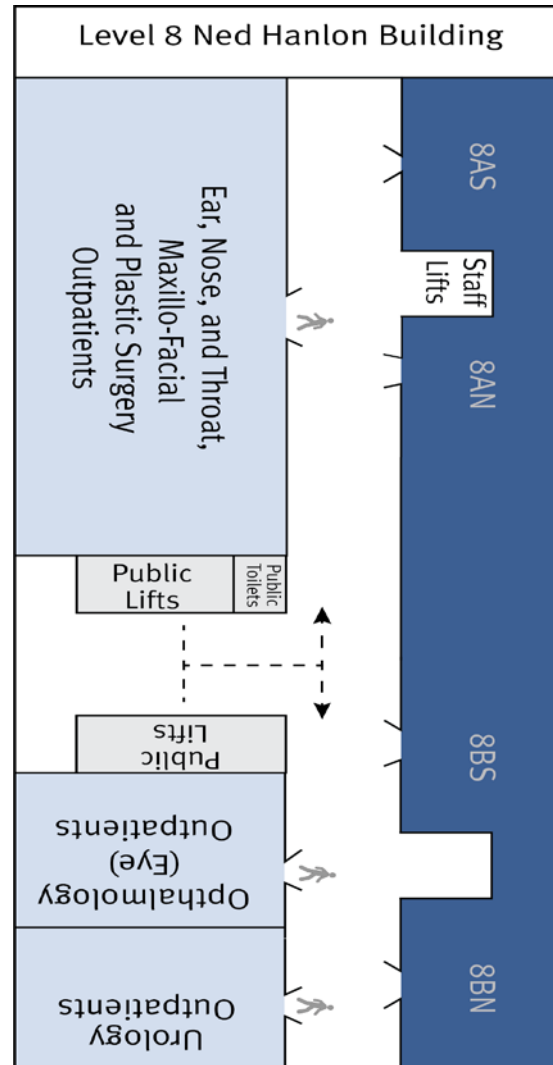 Level 8 Ned Hanlon Building
8AS
Staff
Lifts
Ear, Nose, and Throat,
Maxillo-Facial
and Plastic Surgery
Outpatients
8AN
Public
Lifts
Public
Toilets
Public
Lifts
8BS
Opthalmology
(Eye)
Outpatients
8BN
Urology
Outpatients